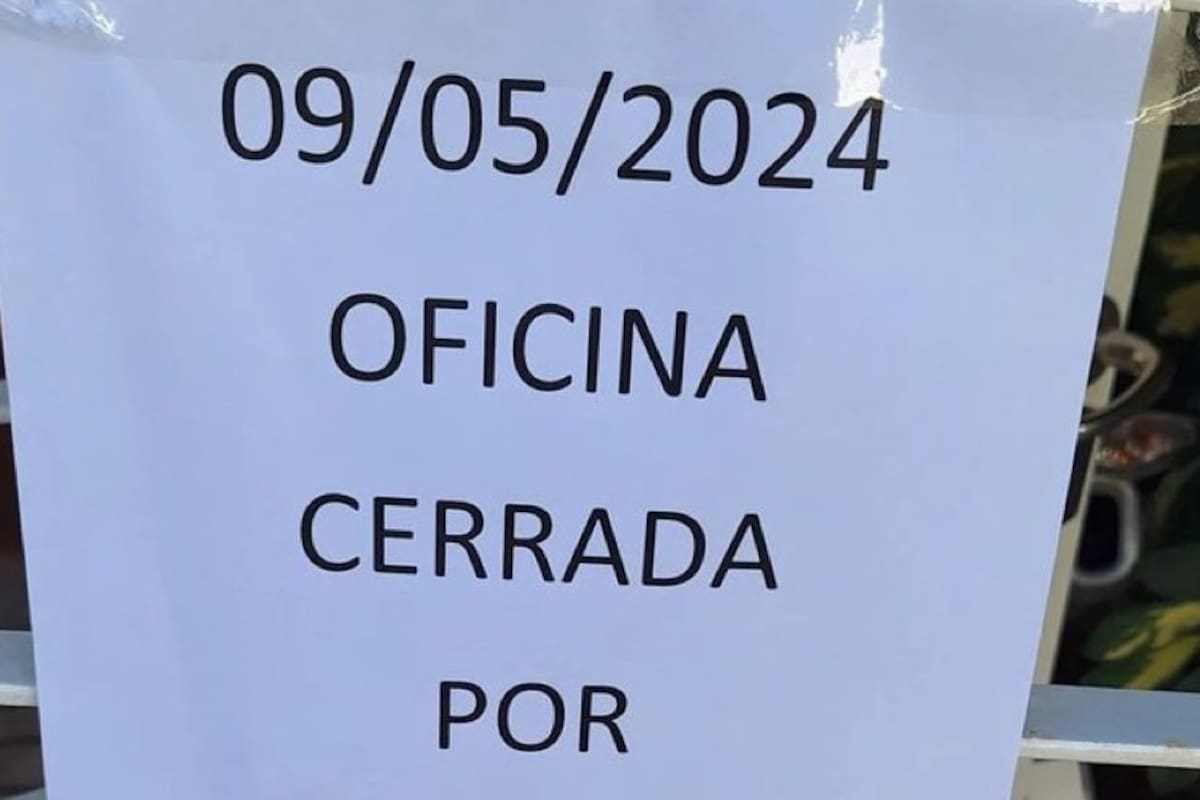 09/05/2024
OFICINA
CERRADA
POR